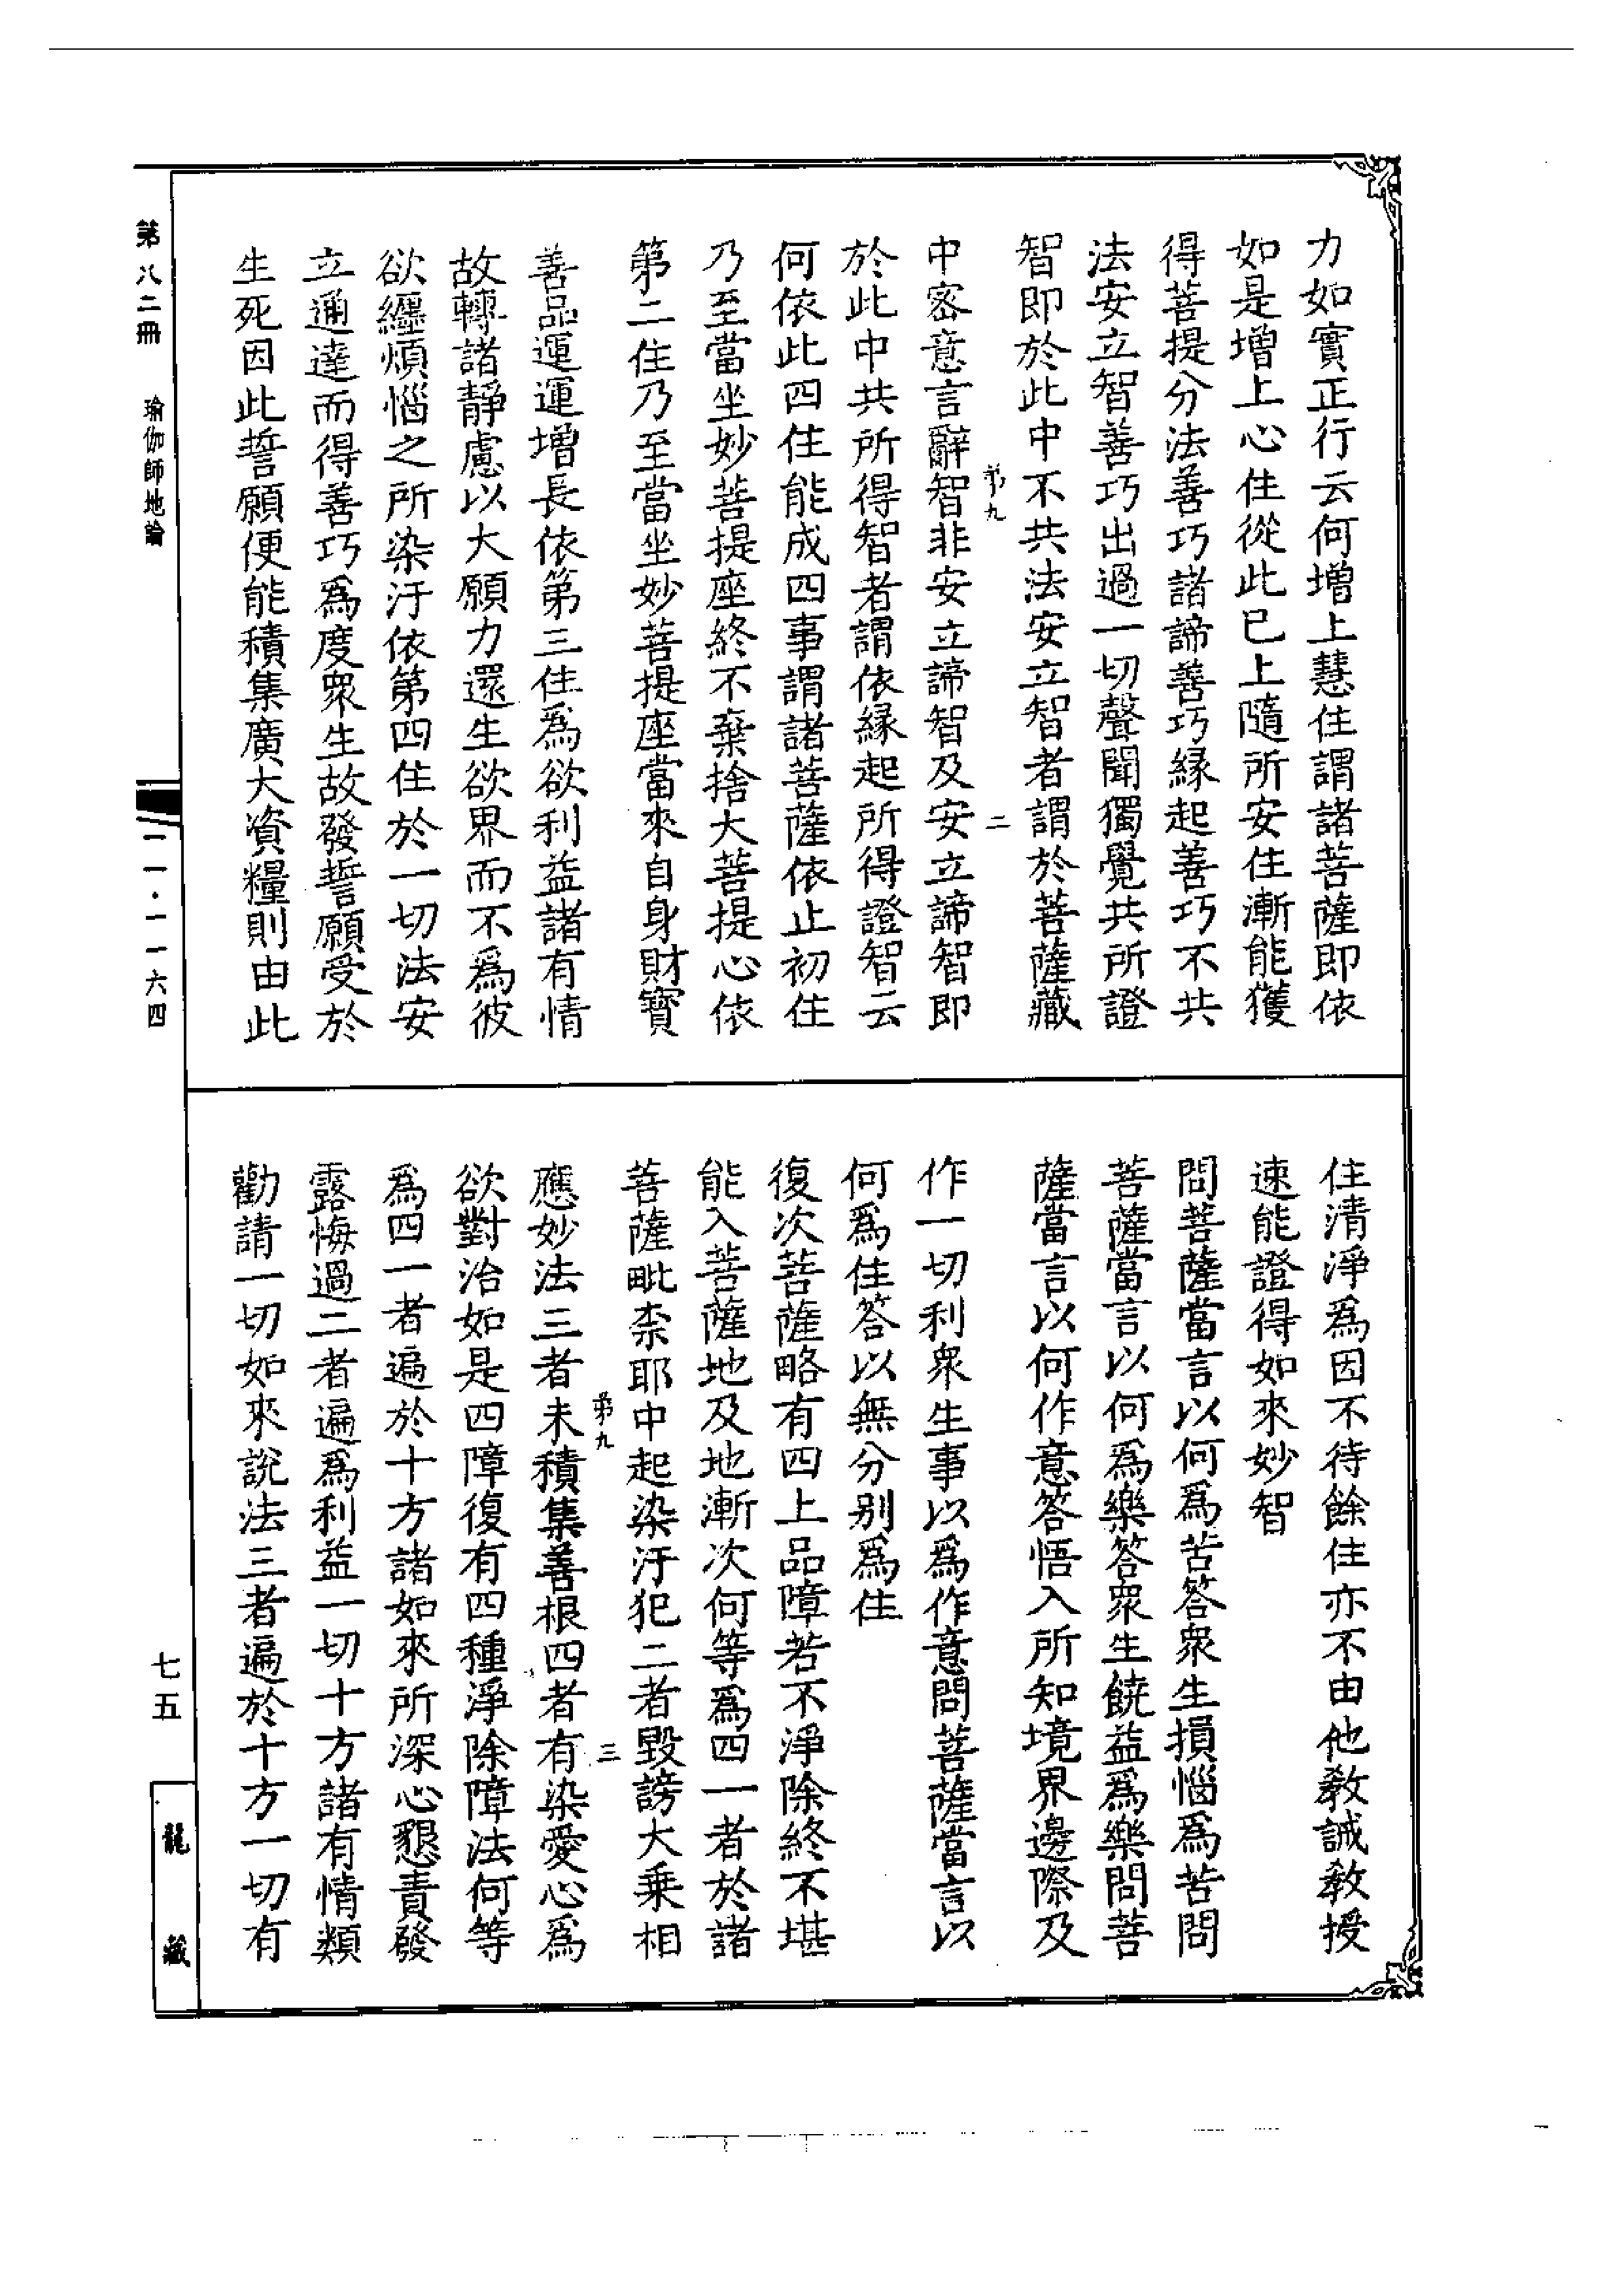 力如實正行云何增上慧住謂諸菩薩即依
如是增上心住從此已上隨所安住漸能獲
得菩提分法善巧諸諦善巧緣起善巧不共
法安立智善巧出過一切聲聞獨覺共所證
智即於此中不共法安立智者謂於菩薩藏
第九
二
中密意言辭智非安立諦智及安立諦智即
於此中共所得智者謂依緣起所得證智云
何依此四住能成四事謂諸菩薩依止初住
乃至當坐妙菩提座終不棄捨大菩提心依
第二住乃至當坐妙菩提座當來自身財寶
善品運運增長依第三住爲欲利益諸有情
故轉諸靜慮以大願力還生欲界而不爲彼
欲纏煩惱之所染汙依第四住於一切法安
立通達而得善巧爲度衆生故發誓願受於
生死因此誓願便能積集廣大資糧則由此
住清淨爲因不待餘住亦不由他教誡教授
速能證得如來妙智
問菩薩當言以何爲苦答衆生損惱爲苦問
菩薩當言以何爲樂答衆生饒益爲樂問菩
薩當言以何作意答悟入所知境界邊際及
作一切利衆生事以爲作意問菩薩當言以
何爲住答以無分別爲住
復次菩薩略有四上品障若不淨除終不堪
能入菩薩地及地漸次何等爲四一者於諸
菩薩毗柰耶中起染汙犯二者毀謗大乘相
第九
三
應妙法三者未積集善根四者有染愛心爲
欲對治如是四障復有四種淨除障法何等
爲四一者遍於十方諸如來所深心懇責發
露悔過二者遍爲利益一切十方諸有情類
勸請一切如來說法三者遍於十方一切有
第八二冊
瑜伽師地論
二一·一一六四
七五
龍藏